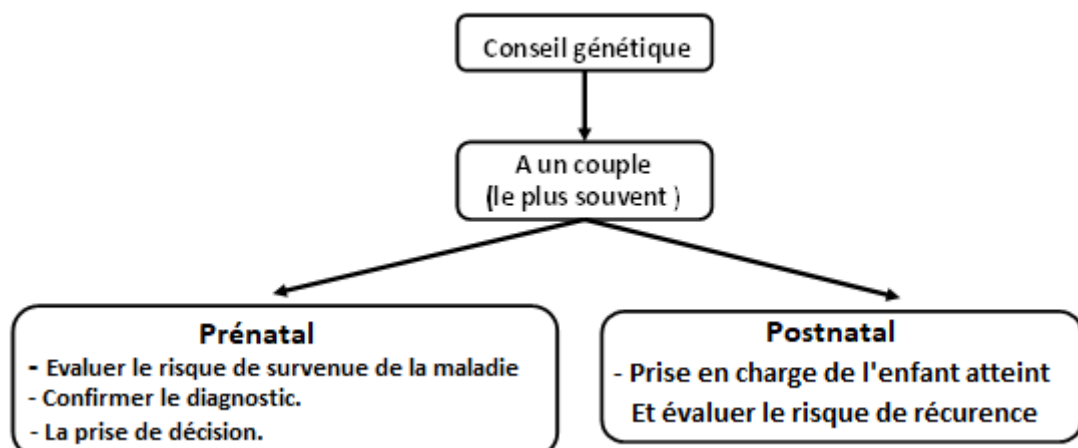 Conseil génétique
A un couple
(le plus souvent )
Prénatal
- Evaluer le risque de survenue de la maladie
- Confirmer le diagnostic.
- La prise de décision.
Postnatal
- Prise en charge de l'enfant atteint
Et évaluer le risque de récurence